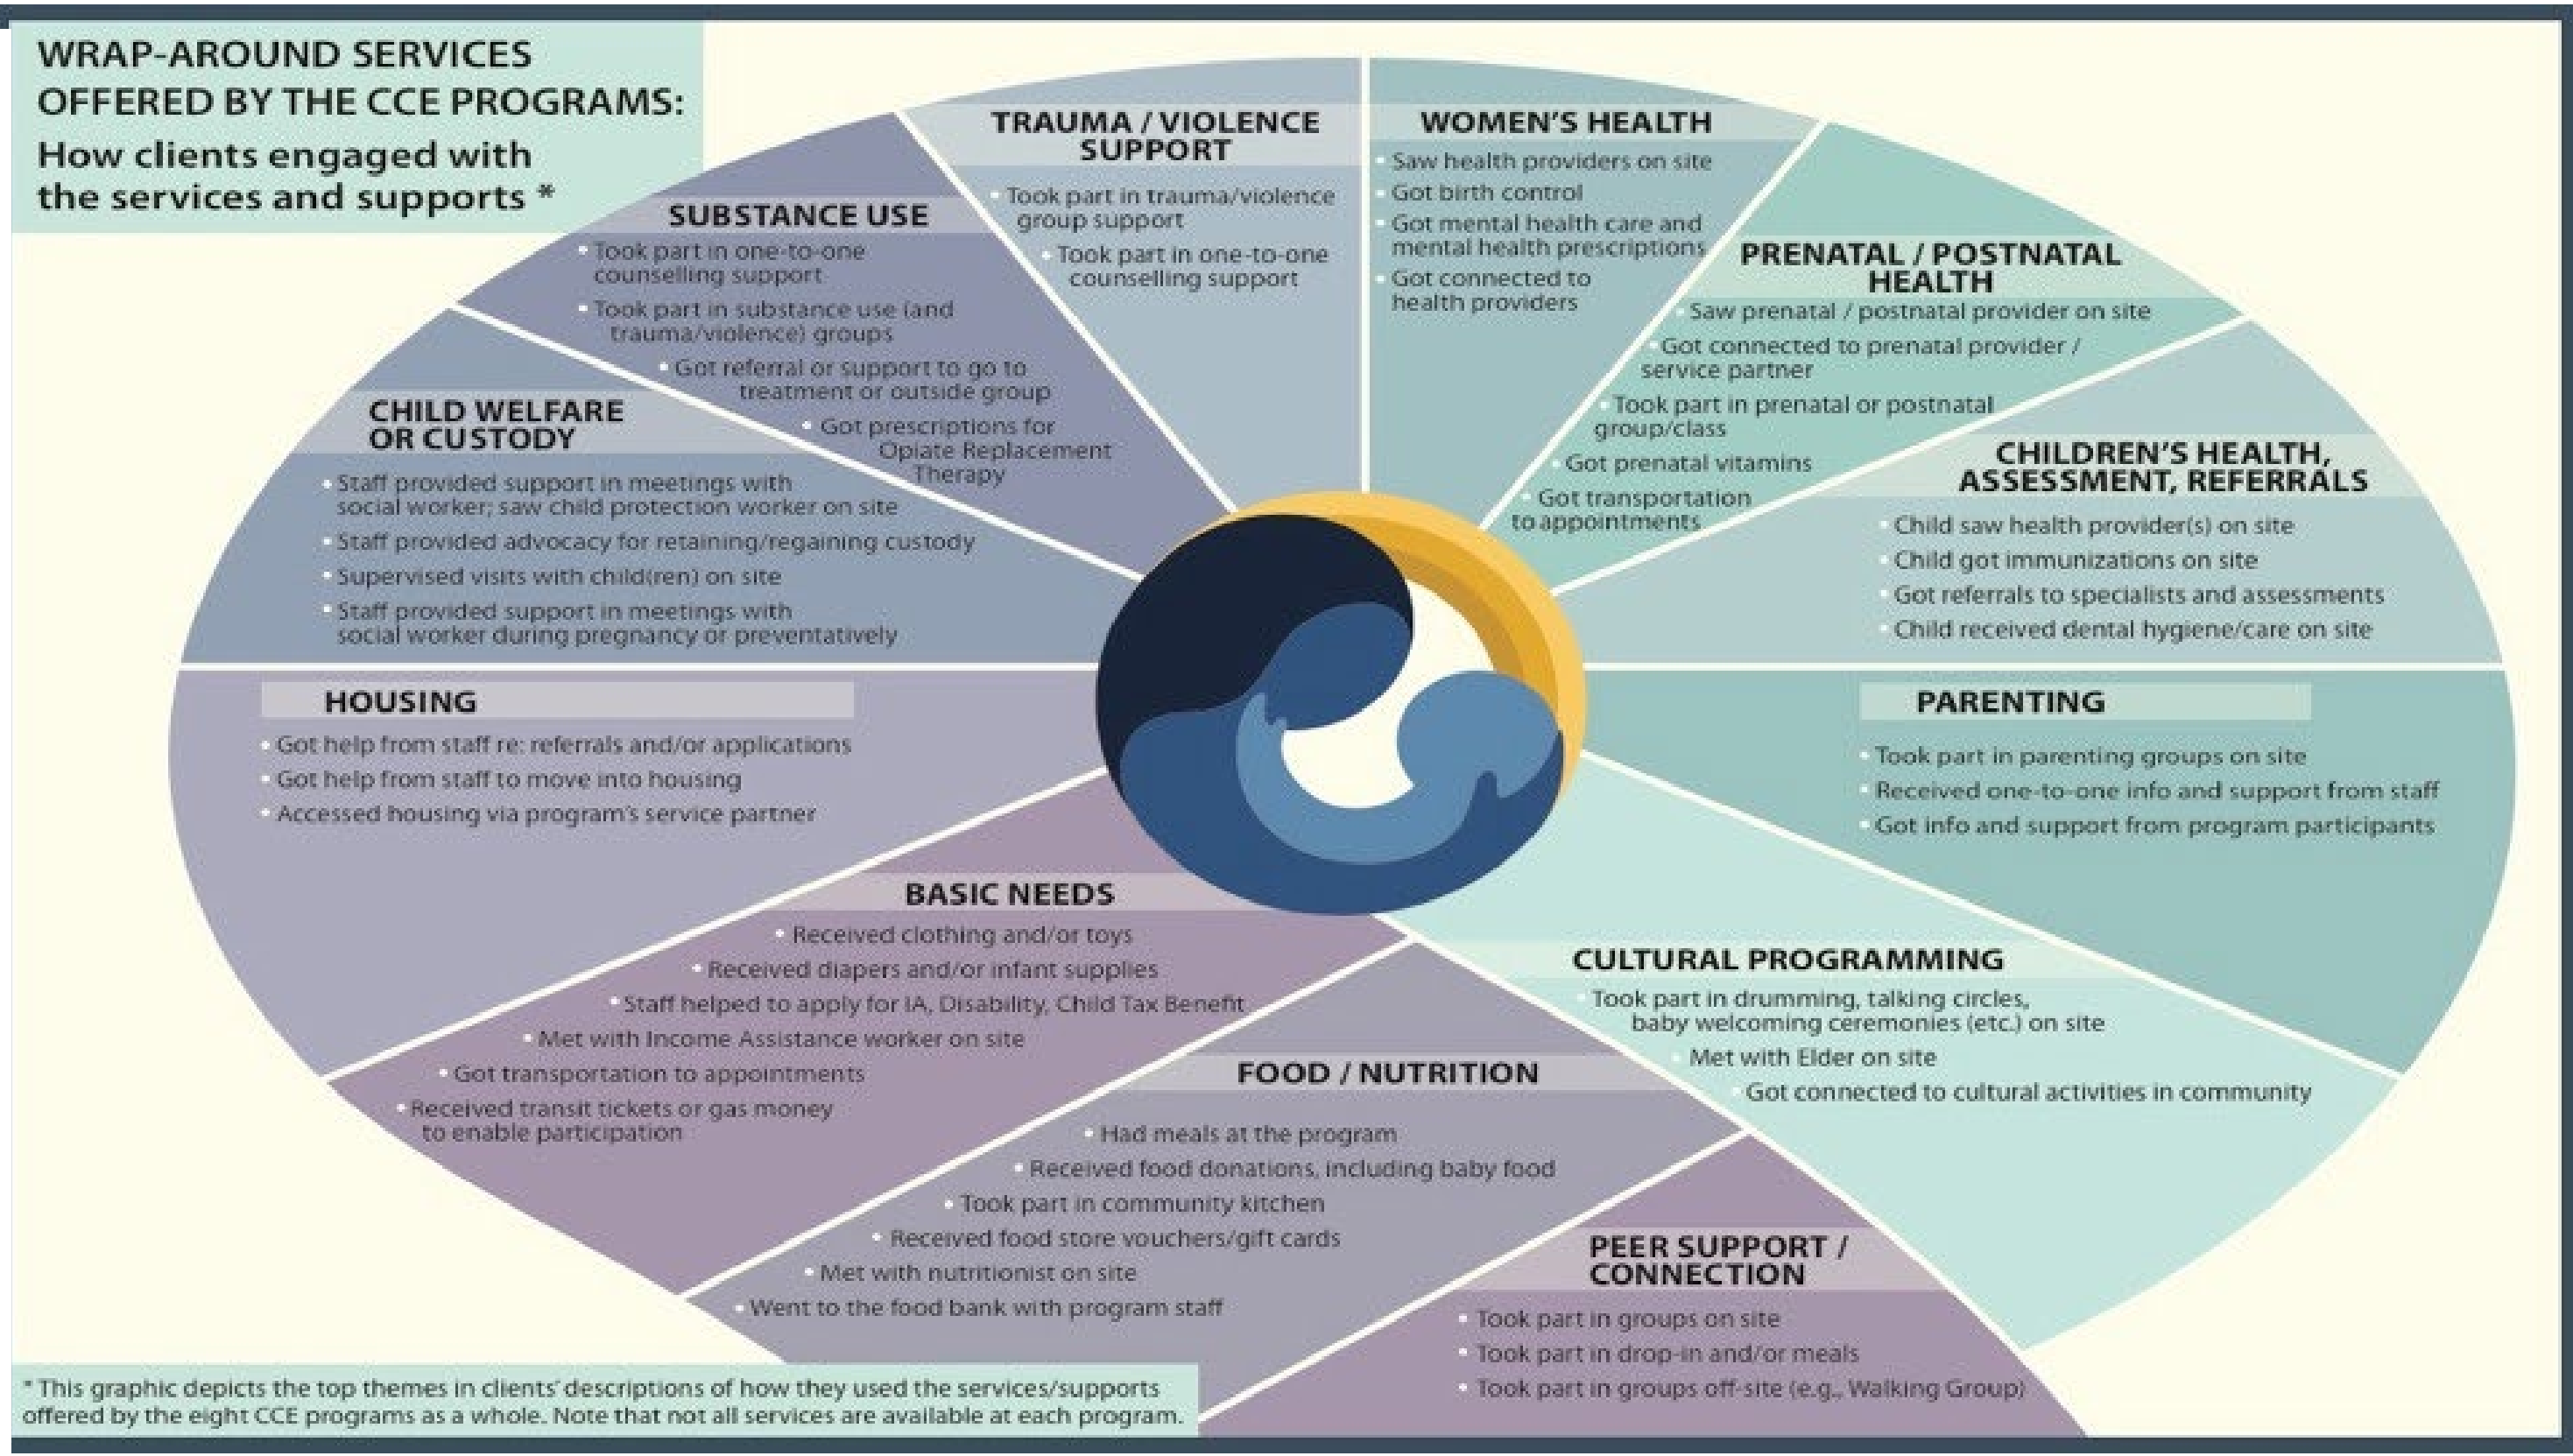 WRAP-AROUND SERVICES
OFFERED BY THE CCE PROGRAMS:
How clients engaged with
the services and supports *
TRAUMA / VIOLENCE
SUPPORT
• Took part in trauma/violence
group support
• Took part in one-to-one
counselling support
WOMEN'S HEALTH
• Saw health providers on site
• Got birth control
• Got mental health care and
mental health prescriptions
• Got connected to
health providers
PRENATAL / POSTNATAL
HEALTH
• Saw prenatal / postnatal provider on site
• Got connected to prenatal provider /
service partner
• Took part in prenatal or postnatal
group/class
• Got prenatal vitamins
• Got transportation
to appointments
CHILDREN'S HEALTH,
ASSESSMENT, REFERRALS
• Child saw health provider(s) on site
• Child got immunizations on site
• Got referrals to specialists and assessments
• Child received dental hygiene/care on site
PARENTING
• Took part in parenting groups on site
• Received one-to-one info and support from staff
• Got info and support from program participants
CULTURAL PROGRAMMING
• Took part in drumming, talking circles,
baby welcoming ceremonies (etc.) on site
• Met with Elder on site
• Got connected to cultural activities in community
PEER SUPPORT /
CONNECTION
• Took part in groups on site
• Took part in drop-in and/or meals
• Took part in groups off-site (e.g., Walking Group)
FOOD / NUTRITION
• Had meals at the program
• Received food donations, including baby food
• Took part in community kitchen
• Received food store vouchers/gift cards
• Met with nutritionist on site
• Went to the food bank with program staff
BASIC NEEDS
• Received clothing and/or toys
• Received diapers and/or infant supplies
• Staff helped to apply for IA, Disability, Child Tax Benefit
• Met with Income Assistance worker on site
• Got transportation to appointments
• Received transit tickets or gas money
to enable participation
HOUSING
• Got help from staff re: referrals and/or applications
• Got help from staff to move into housing
• Accessed housing via program's service partner
CHILD WELFARE
OR CUSTODY
• Staff provided support in meetings with
social worker; saw child protection worker on site
• Staff provided advocacy for retaining/regaining custody
• Supervised visits with child(ren) on site
• Staff provided support in meetings with
social worker during pregnancy or preventatively
SUBSTANCE USE
• Took part in one-to-one
counselling support
• Took part in substance use (and
trauma/violence) groups
• Got referral or support to go to
treatment or outside group
• Got prescriptions for
Opiate Replacement
Therapy
* This graphic depicts the top themes in clients' descriptions of how they used the services/supports
offered by the eight CCE programs as a whole. Note that not all services are available at each program.